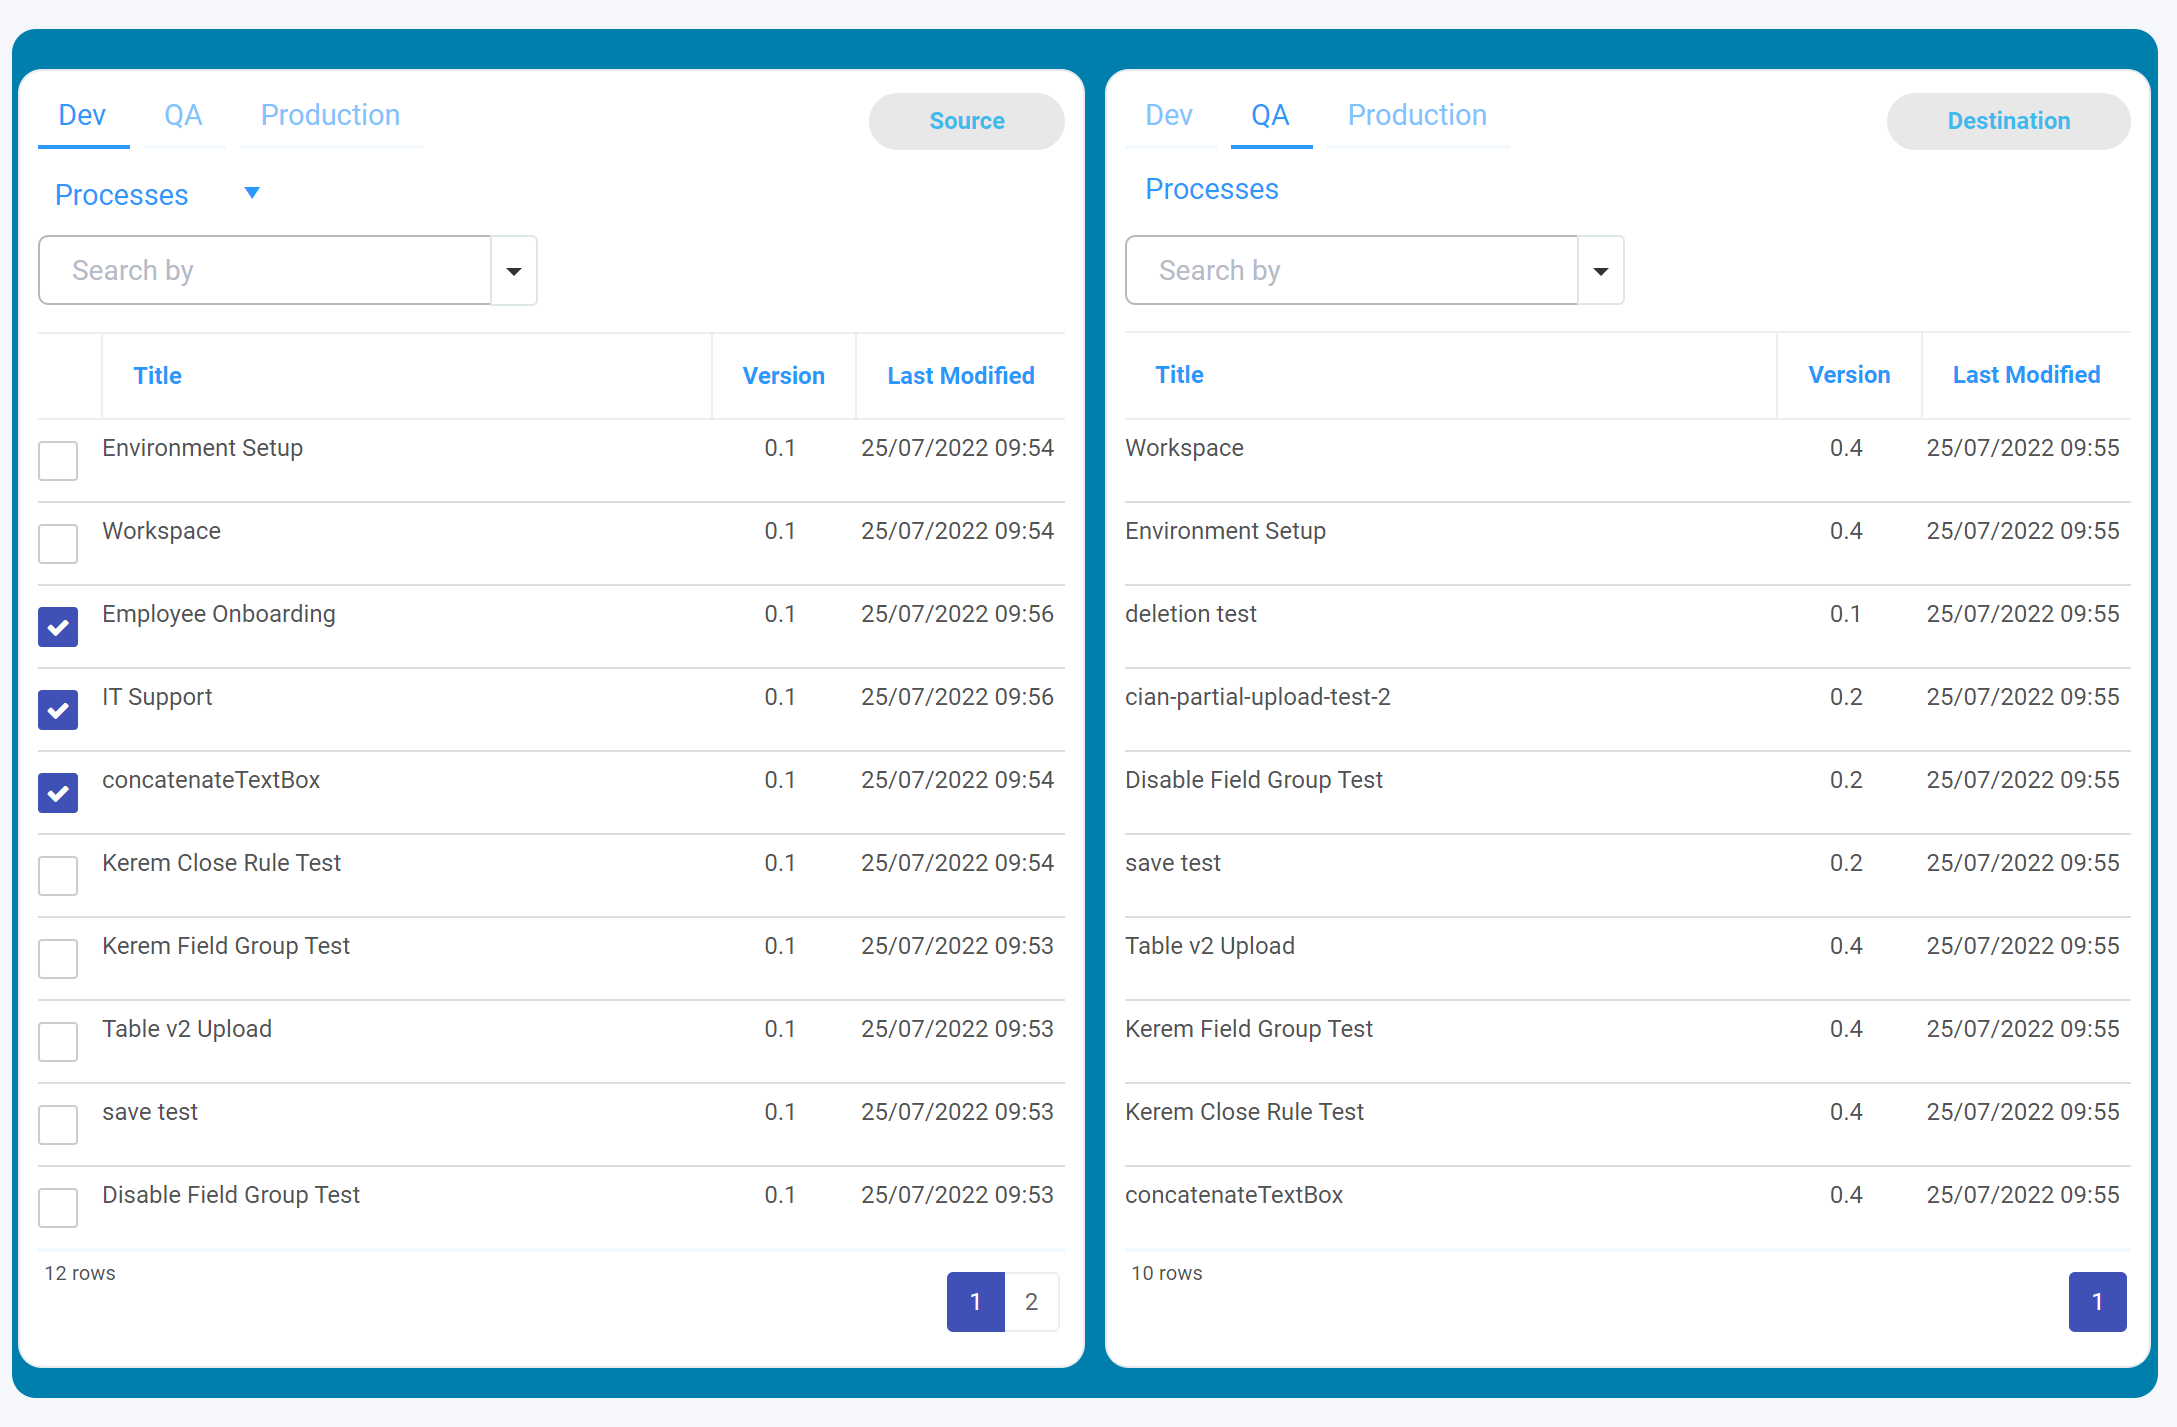 Dev QA Production Source
Processes
Search by
Title Version Last Modified
Environment Setup 0.1 25/07/2022 09:54
Workspace 0.1 25/07/2022 09:54
Employee Onboarding 0.1 25/07/2022 09:56
IT Support 0.1 25/07/2022 09:56
concatenateTextBox 0.1 25/07/2022 09:54
Kerem Close Rule Test 0.1 25/07/2022 09:54
Kerem Field Group Test 0.1 25/07/2022 09:53
Table v2 Upload 0.1 25/07/2022 09:53
save test 0.1 25/07/2022 09:53
Disable Field Group Test 0.1 25/07/2022 09:53
12 rows
1 2
Dev QA Production Destination
Processes
Search by
Title Version Last Modified
Workspace 0.4 25/07/2022 09:55
Environment Setup 0.4 25/07/2022 09:55
deletion test 0.1 25/07/2022 09:55
cian-partial-upload-test-2 0.2 25/07/2022 09:55
Disable Field Group Test 0.2 25/07/2022 09:55
save test 0.2 25/07/2022 09:55
Table v2 Upload 0.4 25/07/2022 09:55
Kerem Field Group Test 0.4 25/07/2022 09:55
Kerem Close Rule Test 0.4 25/07/2022 09:55
concatenateTextBox 0.4 25/07/2022 09:55
10 rows
1